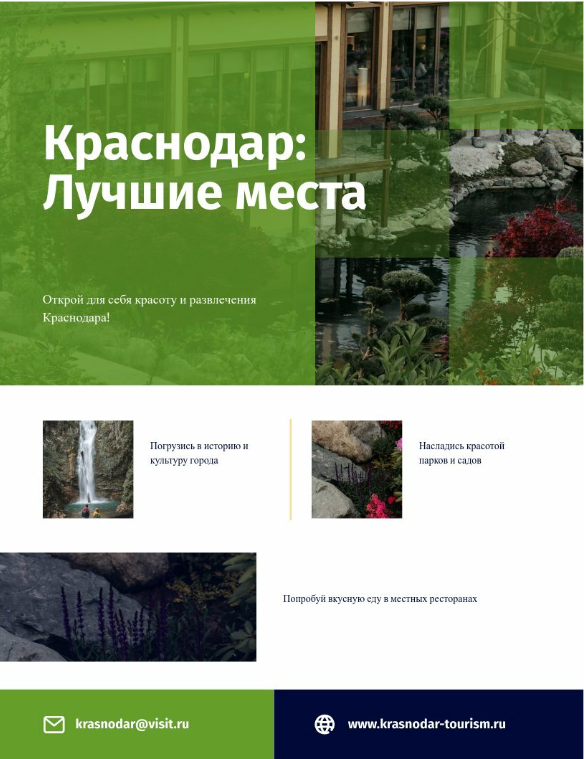 Краснодар:
Лучшие места
Открой для себя красоту и развлечения
Краснодара!
Погрузись в историю и
культуру города
Насладись красотой
парков и садов
Попробуй вкусную еду в местных ресторанах
krasnodar@visit.ru
www.krasnodar-tourism.ru